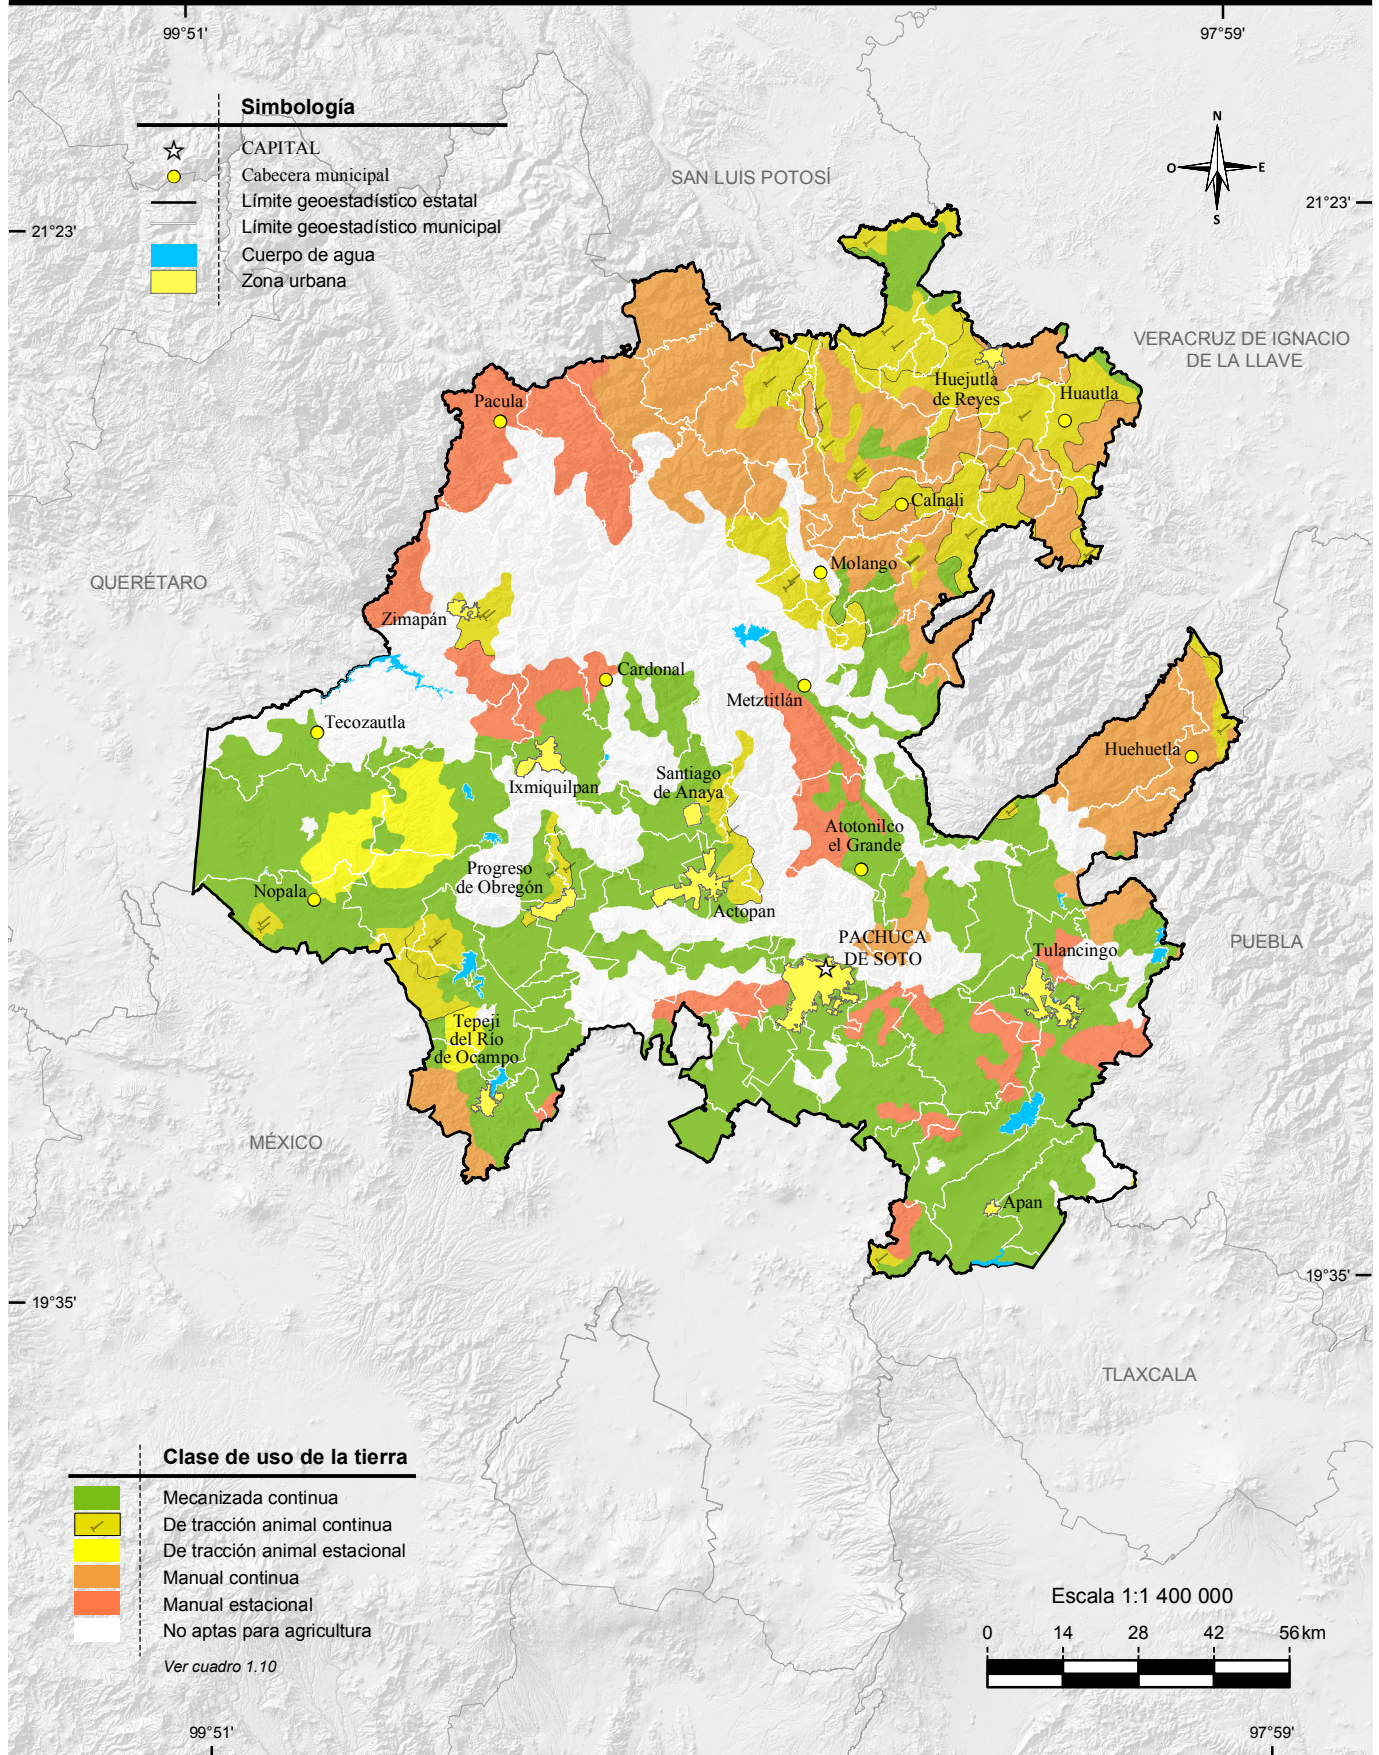 99°51'
97°59'
Simbología
CAPITAL
Cabecera municipal
Límite geoestadístico estatal
Límite geoestadístico municipal
Cuerpo de agua
Zona urbana
N
O
E
S
SAN LUIS POTOSÍ
21°23'
21°23'
VERACRUZ DE IGNACIO
DE LA LLAVE
Huejutla
de Reyes
Huautla
Pacula
Calnali
Molango
QUERÉTARO
Zimapán
Cardonal
Metztitlán
Tecozautla
Huehuetla
Ixmiquilpan
Santiago
de Anaya
Atotonilco
el Grande
Progreso
de Obregón
Nopala
Actopan
PACHUCA
DE SOTO
Tulancingo
PUEBLA
Tepeji
del Río
de Ocampo
MÉXICO
Apan
19°35'
19°35'
TLAXCALA
Clase de uso de la tierra
Mecanizada continua
De tracción animal continua
De tracción animal estacional
Manual continua
Manual estacional
No aptas para agricultura
Ver cuadro 1.10
Escala 1:1 400 000
0 14 28 42 56 km
99°51'
97°59'